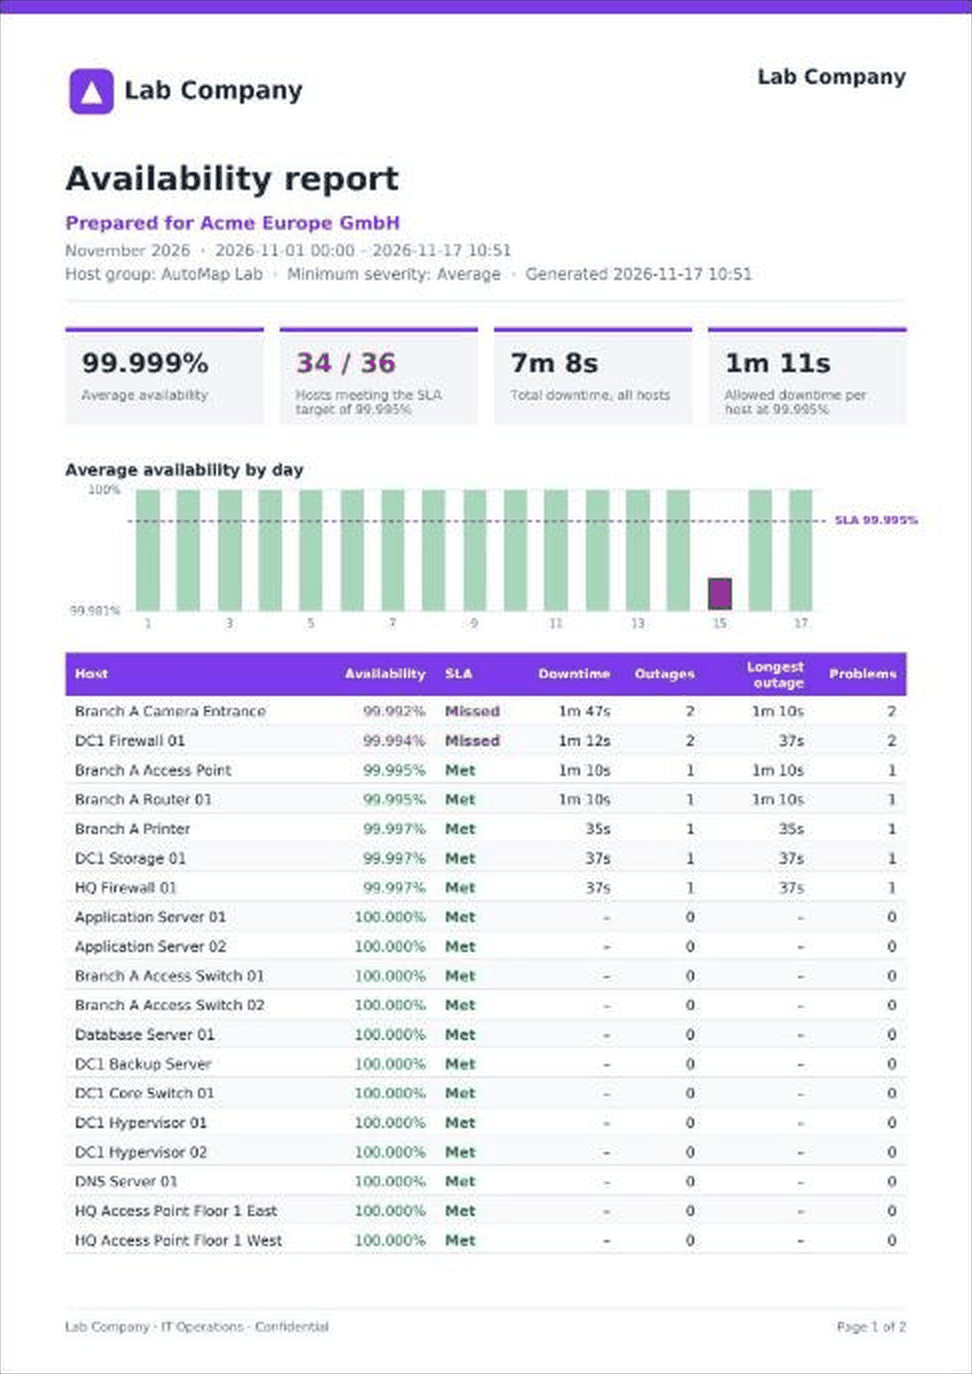 Lab Company
Lab Company
Availability report
Prepared for Acme Europe GmbH
November 2026 · 2026-11-01 00:00 - 2026-11-17 10:51
Host group: AutoMap Lab · Minimum severity: Average · Generated 2026-11-17 10:51
99.999%
Average availability
34 / 36
Hosts meeting the SLA
target of 99.995%
7m 8s
Total downtime, all hosts
1m 11s
Allowed downtime per
host at 99.995%
Average availability by day
100%
SLA 99.995%
99.981%
1 3 5 7 9 11 13 15 17
Host Availability SLA Downtime Outages Longest outage Problems
Branch A Camera Entrance 99.992% Missed 1m 47s 2 1m 10s 2
DC1 Firewall 01 99.994% Missed 1m 12s 2 37s 2
Branch A Access Point 99.995% Met 1m 10s 1 1m 10s 1
Branch A Router 01 99.995% Met 1m 10s 1 1m 10s 1
Branch A Printer 99.997% Met 35s 1 35s 1
DC1 Storage 01 99.997% Met 37s 1 37s 1
HQ Firewall 01 99.997% Met 37s 1 37s 1
Application Server 01 100.000% Met - 0 - 0
Application Server 02 100.000% Met - 0 - 0
Branch A Access Switch 01 100.000% Met - 0 - 0
Branch A Access Switch 02 100.000% Met - 0 - 0
Database Server 01 100.000% Met - 0 - 0
DC1 Backup Server 100.000% Met - 0 - 0
DC1 Core Switch 01 100.000% Met - 0 - 0
DC1 Hypervisor 01 100.000% Met - 0 - 0
DC1 Hypervisor 02 100.000% Met - 0 - 0
DNS Server 01 100.000% Met - 0 - 0
HQ Access Point Floor 1 East 100.000% Met - 0 - 0
HQ Access Point Floor 1 West 100.000% Met - 0 - 0
Lab Company · IT Operations · Confidential
Page 1 of 2